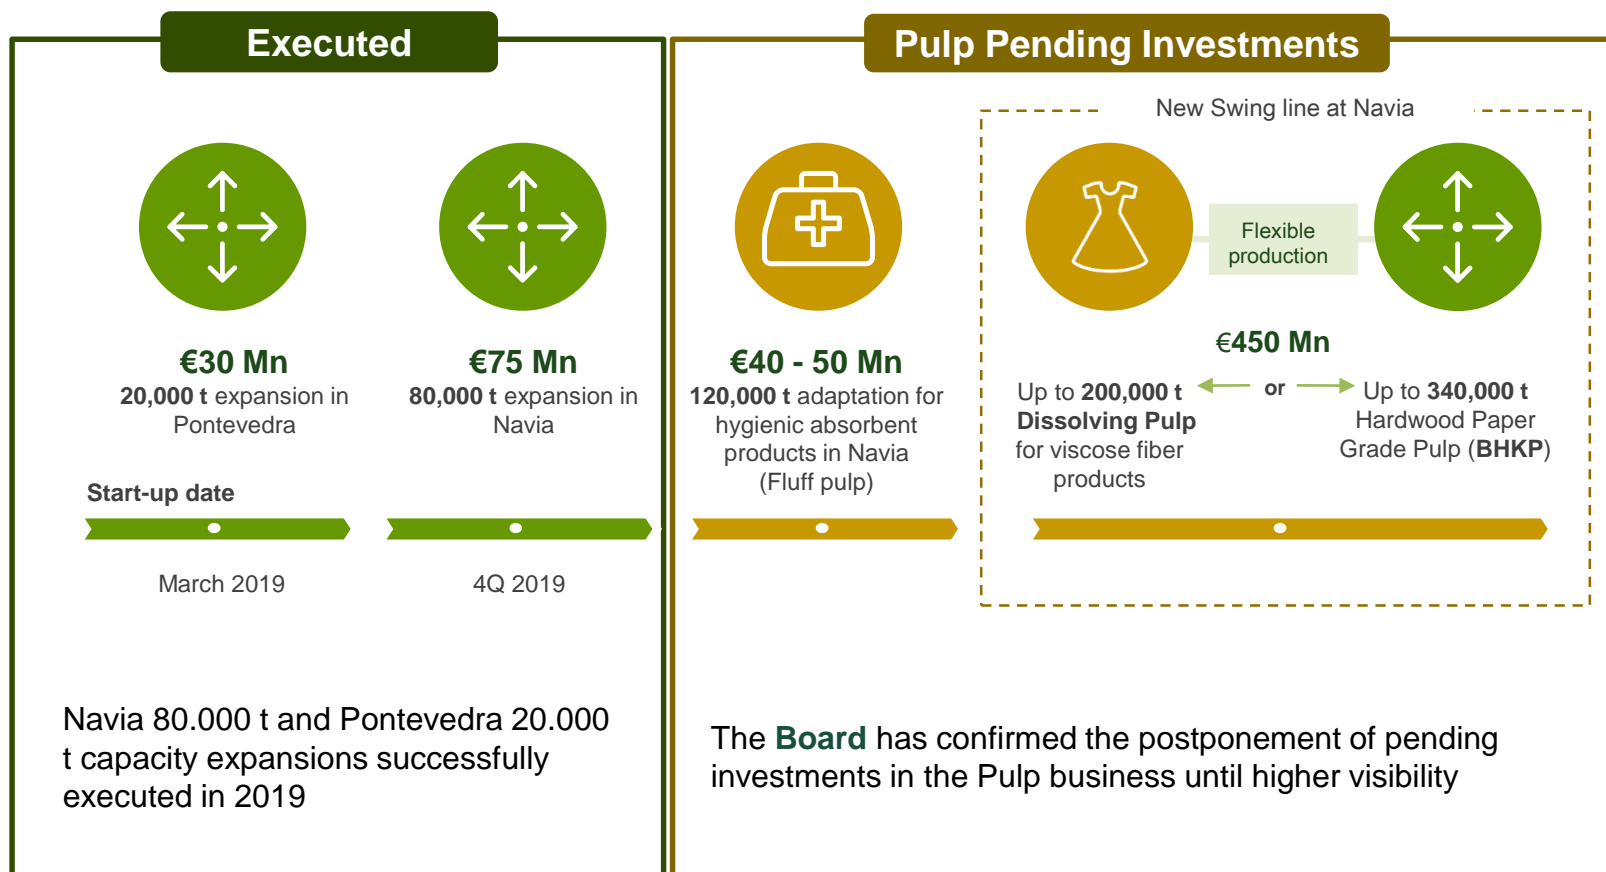 Executed
€30 Mn
20,000 t expansion in
Pontevedra
€75 Mn
80,000 t expansion in
Navia
Start-up date
March 2019
4Q 2019
Navia 80.000 t and Pontevedra 20.000
t capacity expansions successfully
executed in 2019
Pulp Pending Investments
€40 - 50 Mn
120,000 t adaptation for
hygienic absorbent
products in Navia
(Fluff pulp)
New Swing line at Navia
Flexible
production
€450 Mn
Up to 200,000 t
Dissolving Pulp
for viscose fiber
products
or
Up to 340,000 t
Hardwood Paper
Grade Pulp (BHKP)
The Board has confirmed the postponement of pending
investments in the Pulp business until higher visibility